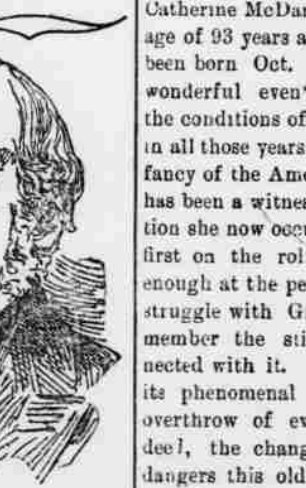 Catherine McDar
age of 93 years a
been born Oct.
wonderful even
the conditions of
in all those years
fancy of the Ame
has been a witnes
tion she now occu
first on the rol
enough at the pe
struggle with G
member the sti
nected with it.
its phenomenal
overthrow of ev
deed, the chang
dangers this old